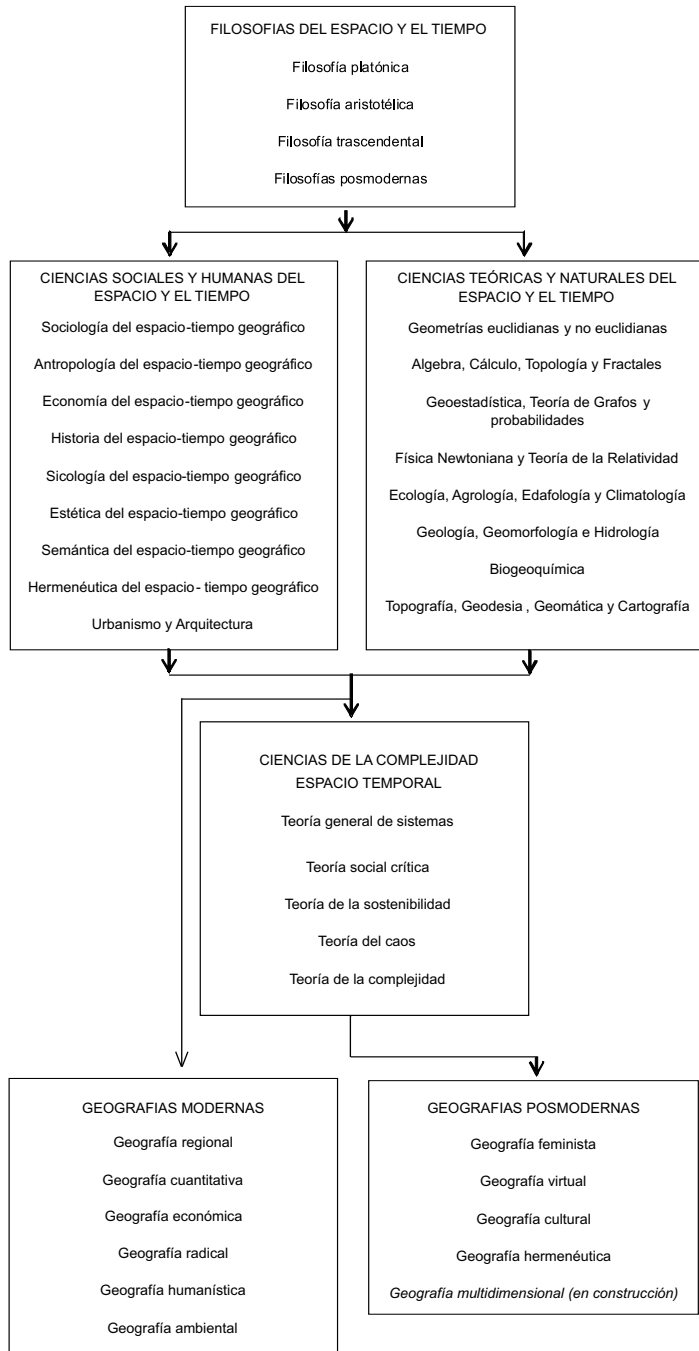 FILOSOFIAS DEL ESPACIO Y EL TIEMPO
Filosofía platónica
Filosofía aristotélica
Filosofía trascendental
Filosofías posmodernas
CIENCIAS SOCIALES Y HUMANAS DEL
ESPACIO Y EL TIEMPO
Sociología del espacio-tiempo geográfico
Antropología del espacio-tiempo geográfico
Economía del espacio-tiempo geográfico
Historia del espacio-tiempo geográfico
Sicología del espacio-tiempo geográfico
Estética del espacio-tiempo geográfico
Semántica del espacio-tiempo geográfico
Hermenéutica del espacio- tiempo geográfico
Urbanismo y Arquitectura
CIENCIAS TEÓRICAS Y NATURALES DEL
ESPACIO Y EL TIEMPO
Geometrías euclidianas y no euclidianas
Algebra, Cálculo, Topología y Fractales
Geoestadística, Teoría de Grafos y
probabilidades
Física Newtoniana y Teoría de la Relatividad
Ecología, Agrología, Edafología y Climatología
Geología, Geomorfología e Hidrología
Biogeoquímica
Topografía, Geodesia , Geomática y Cartografía
CIENCIAS DE LA COMPLEJIDAD
ESPACIO TEMPORAL
Teoría general de sistemas
Teoría social crítica
Teoría de la sostenibilidad
Teoría del caos
Teoría de la complejidad
GEOGRAFIAS MODERNAS
Geografía regional
Geografía cuantitativa
Geografía económica
Geografía radical
Geografía humanística
Geografía ambiental
GEOGRAFIAS POSMODERNAS
Geografía feminista
Geografía virtual
Geografía cultural
Geografía hermenéutica
Geografía multidimensional (en construcción)